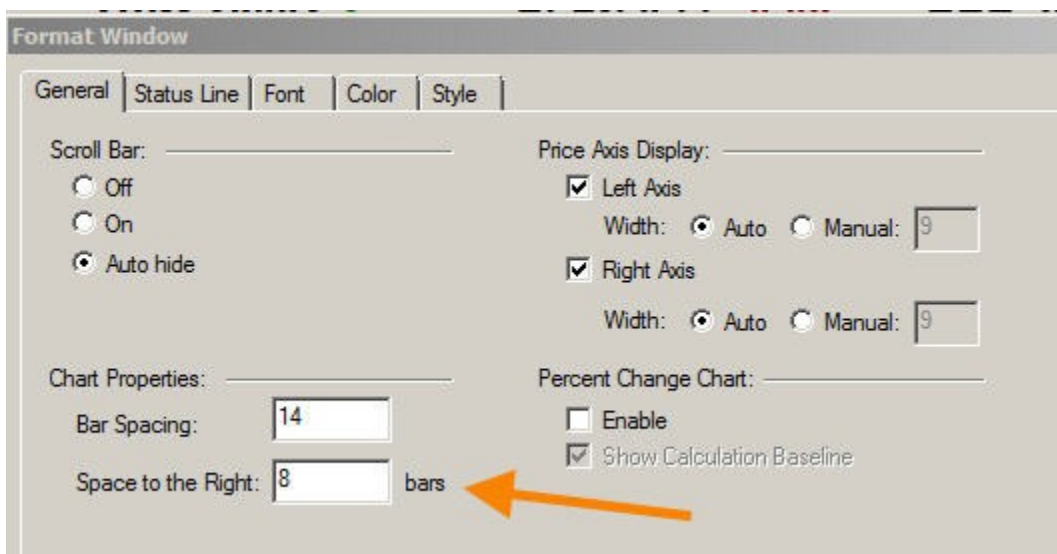 Format Window
General Status Line Font Color Style
Scroll Bar:
Off
On
Auto hide
Price Axis Display:
Left Axis
Width: Auto Manual: 9
Right Axis
Width: Auto Manual: 9
Chart Properties:
Bar Spacing: 14
Space to the Right: 8 bars
Percent Change Chart:
Enable
Show Calculation Baseline